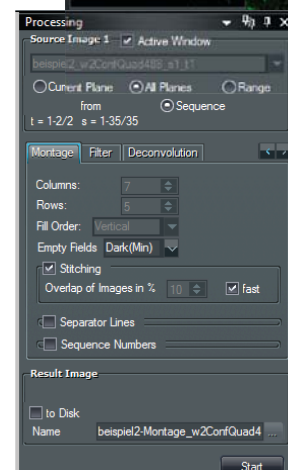 Processing
Source Image 1 Active Window
beispiel2_w2ConfQuad488_s1_t1
Current Plane All Planes Range
from Sequence
t = 1-2/2 s = 1-35/35
Montage Filter Deconvolution
Columns: 7
Rows: 5
Fill Order: Vertical
Empty Fields Dark(Min)
Stitching
Overlap of Images in % 10 fast
Separator Lines
Sequence Numbers
Result Image
to Disk
Name beispiel2-Montage_w2ConfQuad4 ...
Start